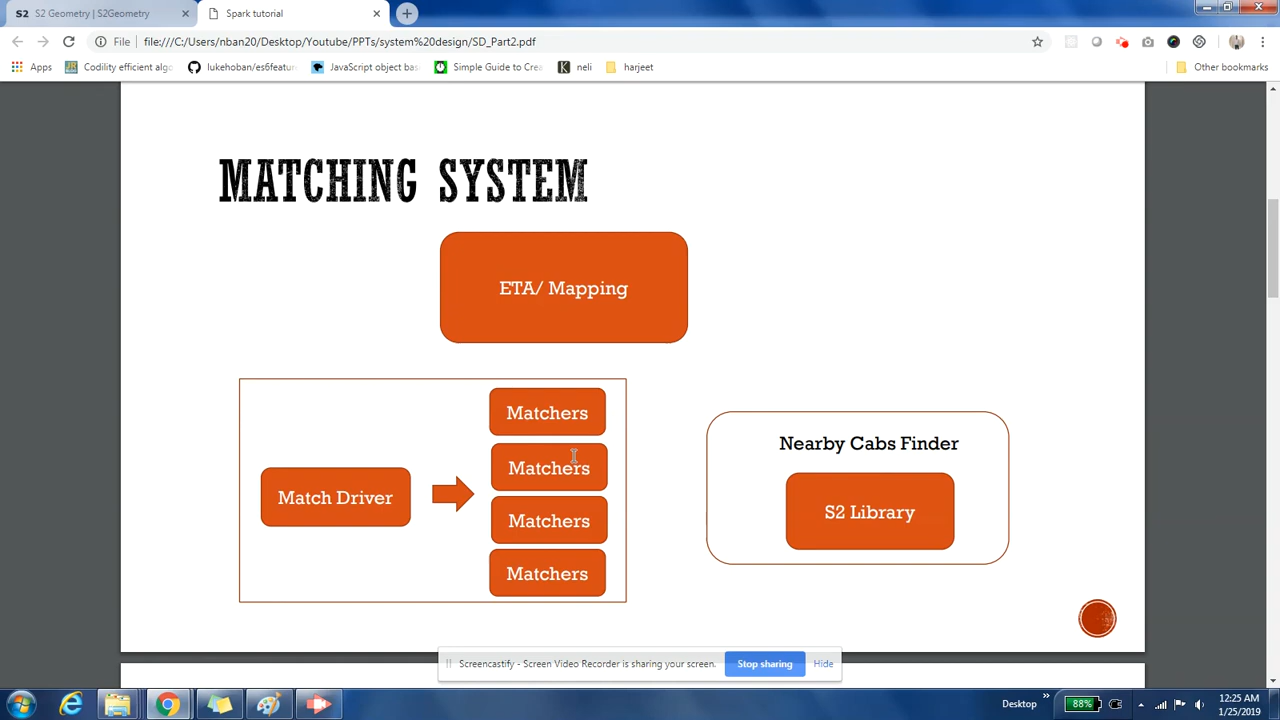 S2 S2 Geometry | S2Geometry
Spark tutorial
File file:///C:/Users/nban20/Desktop/Youtube/PPTs/system%20design/SD_Part2.pdf
Apps Codility efficient algo lukehoban/es6featur JavaScript object bas Simple Guide to Crea neli harjeet Other bookmarks
MATCHING SYSTEM
ETA/ Mapping
Matchers
Matchers
Matchers
Matchers
Match Driver
Nearby Cabs Finder
S2 Library
Screencastify - Screen Video Recorder is sharing your screen. Stop sharing Hide
Desktop 88% 12:25 AM
1/25/2019